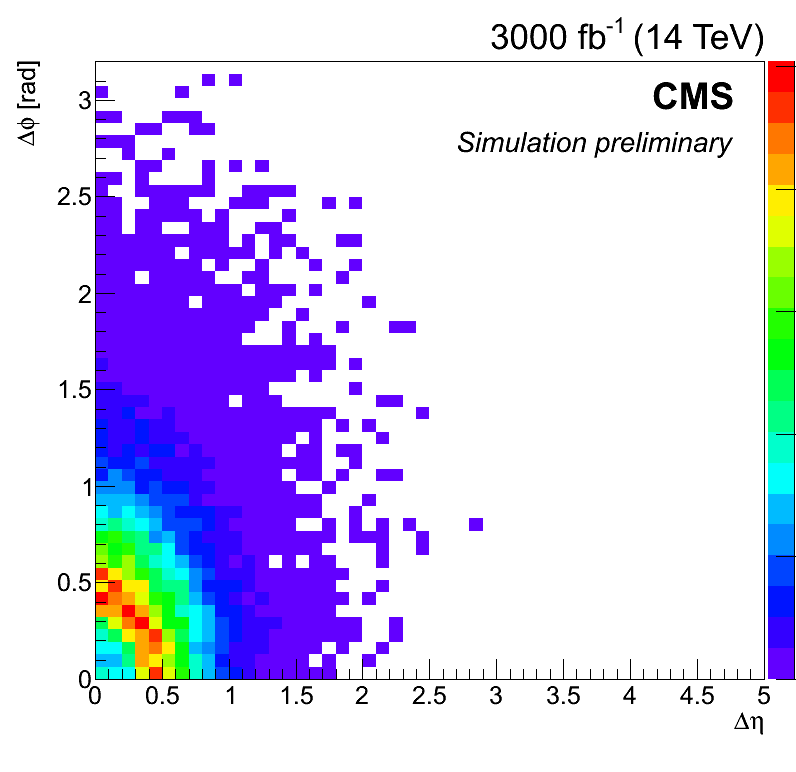 3000 fb-1 (14 TeV)
CMS
Simulation preliminary
Δϕ [rad]
3
2.5
2
1.5
1
0.5
0
0 0.5 1 1.5 2 2.5 3 3.5 4 4.5 5
Δη